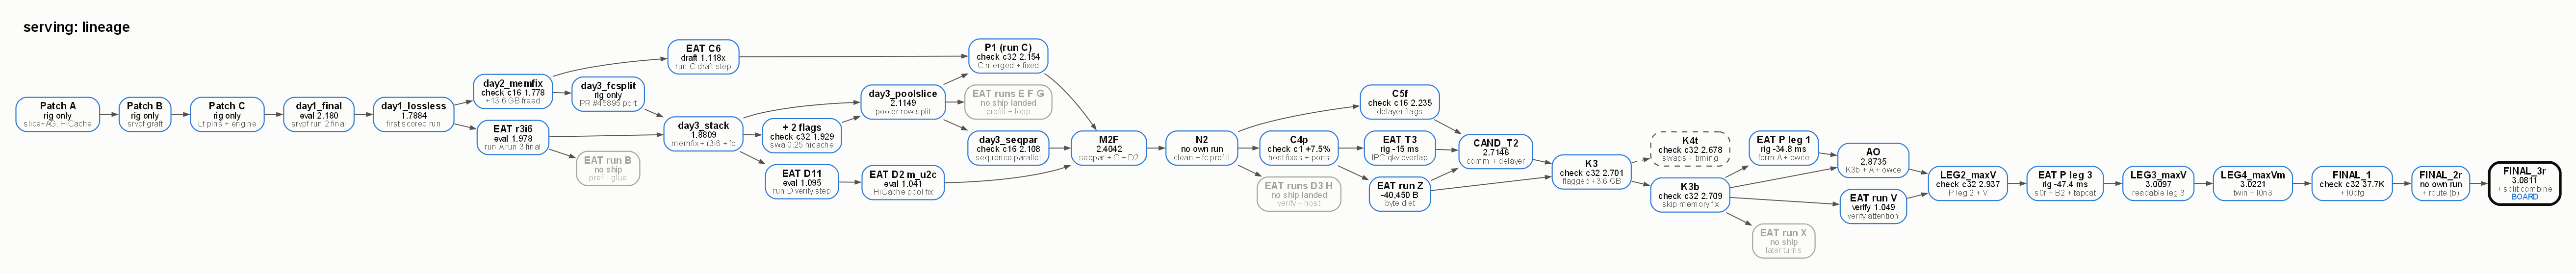 serving: lineage
Patch A
rig only
slice+AG, HiCache
Patch B
rig only
srvpf graft
Patch C
rig only
Lt pins + engine
day1_final
eval 2.180
srvpf run 2 final
day1_lossless
1.7884
first scored run
day2_memfix
check c16 1.778
+13.6 GB freed
EAT r3i6
eval 1.978
run A run 3 final
day3_fcsplit
rig only
PR #45895 port
EAT run B
no ship
prefill glue
EAT C6
draft 1.118x
run C draft step
day3_stack
1.8809
memfix + r3i6 + fc
+ 2 flags
check c32 1.929
swa 0.25 hicache
EAT D11
eval 1.095
run D verify step
day3_poolslice
2.1149
pooler row split
EAT D2 m_u2c
eval 1.041
HiCache pool fix
P1 (run C)
check c32 2.154
C merged + fixed
EAT runs E F G
no ship landed
prefill + loop
day3_seqpar
check c16 2.108
sequence parallel
M2F
2.4042
seqpar + C + D2
N2
no own run
clean + fc prefill
C4p
check c1 +7.5%
host fixes + ports
EAT runs D3 H
no ship landed
verify + host
C5f
check c16 2.235
delayer flags
EAT T3
rig -15 ms
IPC qkv overlap
EAT run Z
-40,450 B
byte diet
CAND_T2
2.7146
comm + delayer
K3
check c32 2.701
flagged +3.6 GB
K4t
check c32 2.678
swaps + timing
K3b
check c32 2.709
skip memory fix
EAT P leg 1
rig -34.8 ms
form A + owce
EAT run X
no ship
later turns
AO
2.8735
K3b + A + owce
EAT run V
verify 1.049
verify attention
LEG2_maxV
check c32 2.937
P leg 2 + V
EAT P leg 3
rig -47.4 ms
s0r + B2 + tapcat
LEG3_maxV
3.0097
readable leg 3
LEG4_maxVm
3.0221
twin + l0n3
FINAL_1
check c32 37.7K
+ l0cfg
FINAL_2r
no own run
+ route (b)
FINAL_3r
3.0811
+ split combine
BOARD